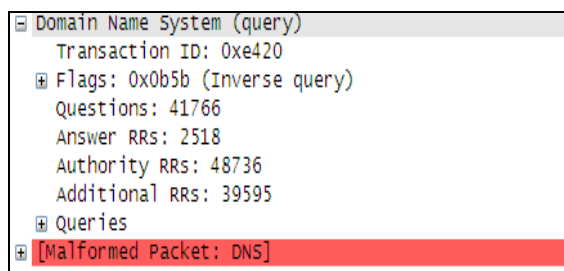 Domain Name System (query)
Transaction ID: 0xe420
Flags: 0x0b5b (Inverse query)
Questions: 41766
Answer RRs: 2518
Authority RRs: 48736
Additional RRs: 39595
Queries
[Malformed Packet: DNS]